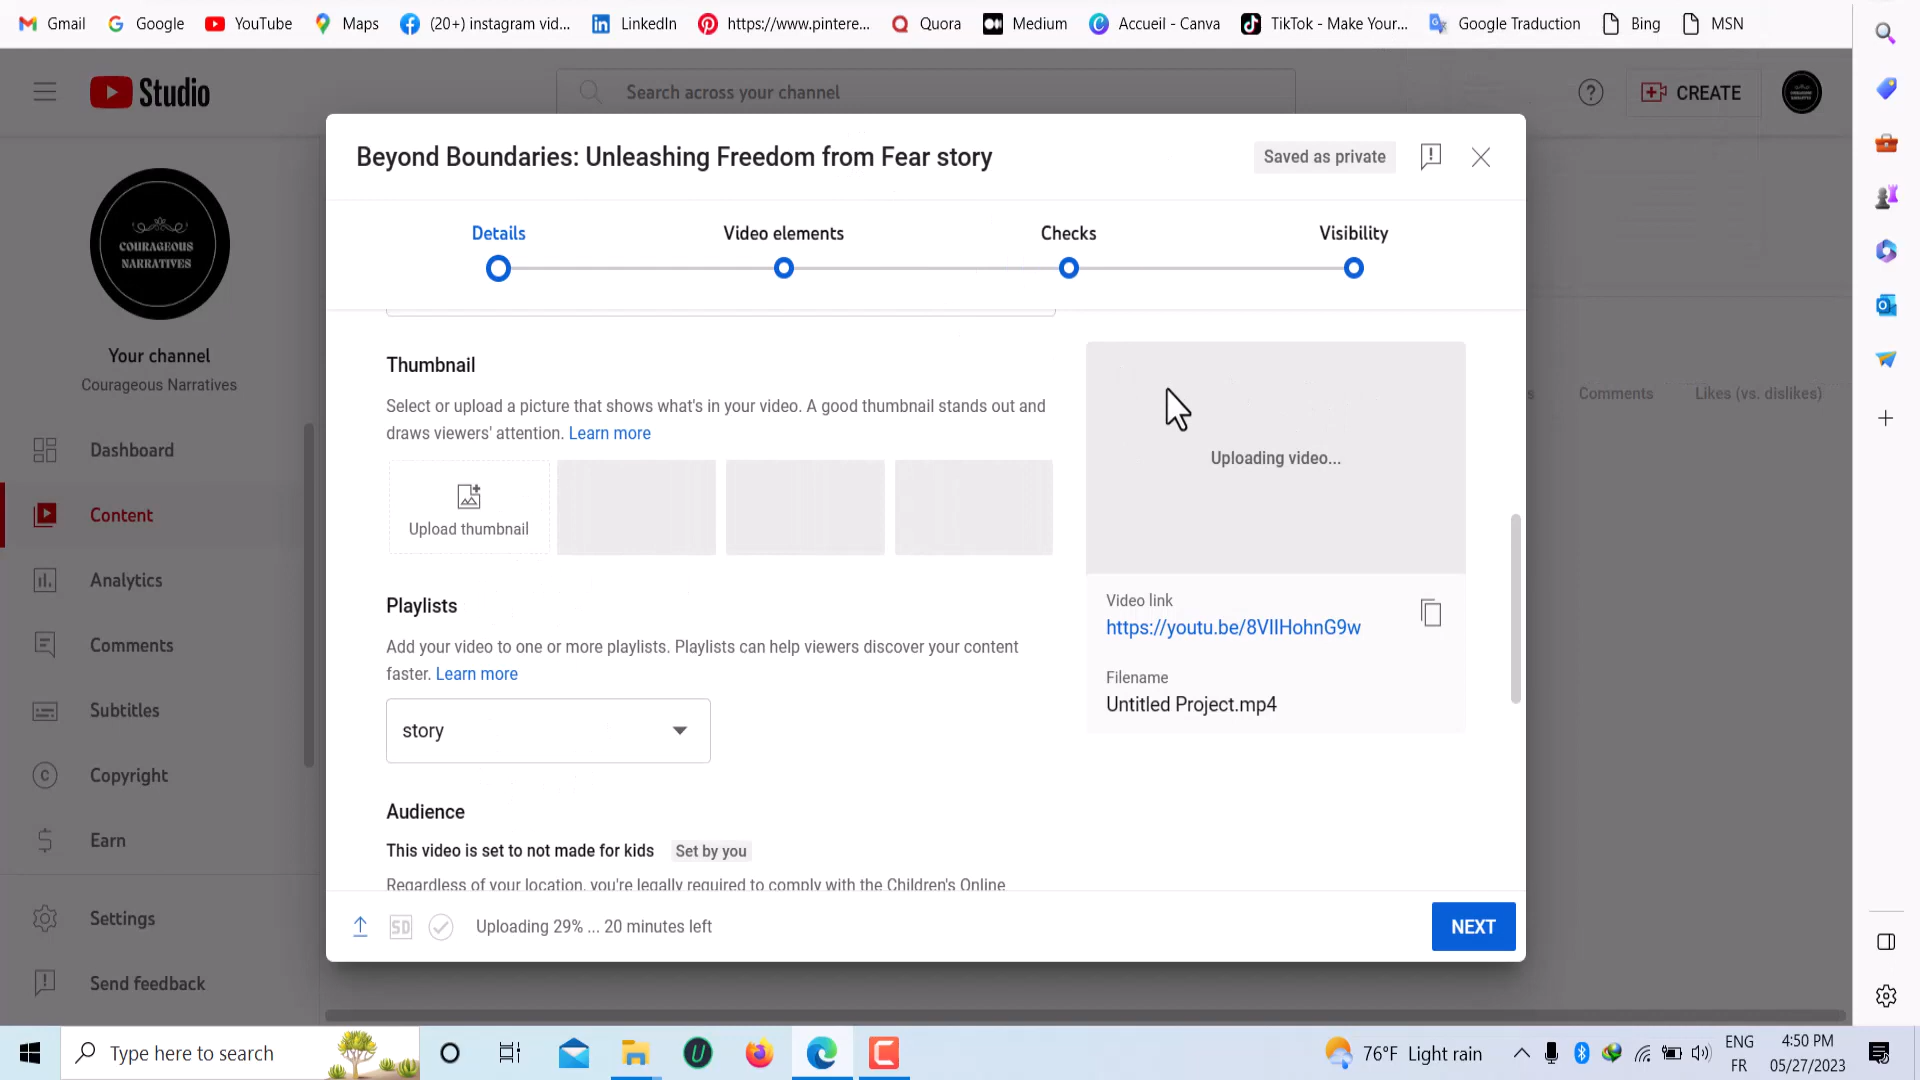 Gmail
Google
YouTube
Maps
(20+) instagram vid...
LinkedIn
https://www.pintere...
Quora
Medium
Accueil - Canva
TikTok - Make Your...
Google Traduction
Bing
MSN
Studio
Search across your channel
CREATE
Beyond Boundaries: Unleashing Freedom from Fear story
Saved as private
Details
Video elements
Checks
Visibility
COURAGEOUS
NARRATIVES
Your channel
Courageous Narratives
Dashboard
Content
Analytics
Comments
Subtitles
Copyright
Earn
Settings
Send feedback
Thumbnail
Select or upload a picture that shows what's in your video. A good thumbnail stands out and
draws viewers' attention. Learn more
Upload thumbnail
Playlists
Add your video to one or more playlists. Playlists can help viewers discover your content
faster. Learn more
story
Audience
This video is set to not made for kids
Set by you
Regardless of your location, you're legally required to comply with the Children's Online
Uploading video...
Video link
https://youtu.be/8VIIHohnG9w
Filename
Untitled Project.mp4
Comments
Likes (vs. dislikes)
SD
Uploading 29% ... 20 minutes left
NEXT
Type here to search
76°F Light rain
ENG
FR
4:50 PM
05/27/2023